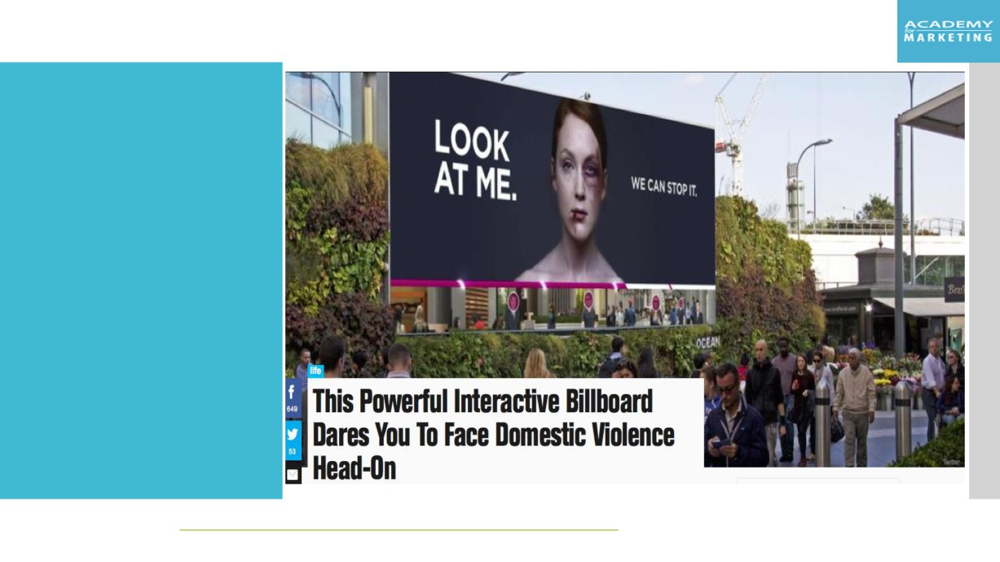 ACADEMY
for
MARKETING
LOOK
AT ME.
WE CAN STOP IT.
OCEAN
life
649
53
This Powerful Interactive Billboard
Dares You To Face Domestic Violence
Head-On
Twitter